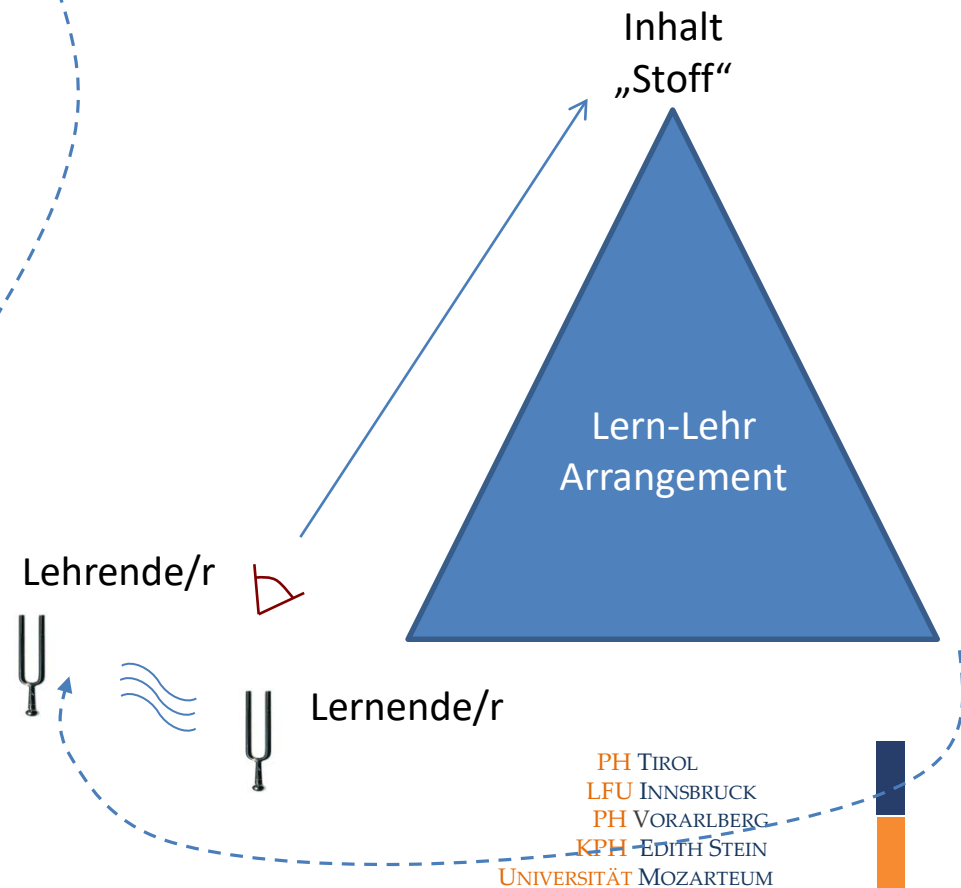 Inhalt
„Stoff“
Lern-Lehr
Arrangement
Lehrende/r
Lernende/r
PH TIROL
LFU INNSBRUCK
PH VORARLBERG
KPH EDITH STEIN
UNIVERSITÄT MOZARTEUM